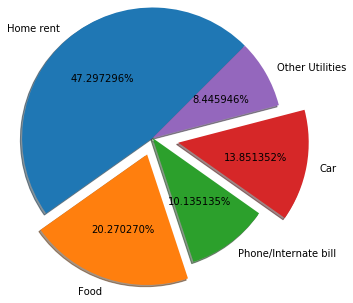 Home rent
Other Utilities
47.297296%
8.445946%
13.851352%
Car
10.135135%
20.270270%
Phone/Internate bill
Food